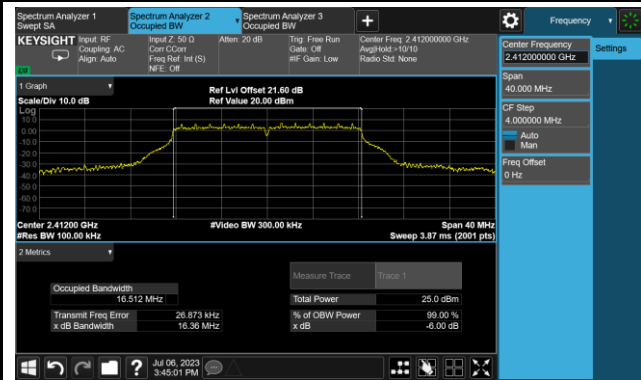 Spectrum Analyzer 1
Swept SA
Spectrum Analyzer 2
Occupied BW
Spectrum Analyzer 3
Occupied BW
Frequency
KEYSIGHT
Input: RF
Coupling: AC
Align: Auto
Input Z: 50 Ω
Corr CCorr
Freq Ref: Int (S)
NFE: Off
Atten: 20 dB
Trig: Free Run
Gate: Off
#IF Gain: Low
Center Freq: 2.412000000 GHz
Avg|Hold:>10/10
Radio Std: None
Center Frequency
2.412000000 GHz
Settings
Span
40.000 MHz
CF Step
4.000000 MHz
Auto
Man
Freq Offset
0 Hz
1 Graph
Scale/Div 10.0 dB
Ref Lvl Offset 21.60 dB
Ref Value 20.00 dBm
Log
10.0
0.00
-10.0
-20.0
-30.0
-40.0
-50.0
-60.0
-70.0
Center 2.41200 GHz
#Res BW 100.00 kHz
#Video BW 300.00 kHz
Span 40 MHz
Sweep 3.87 ms (2001 pts)
2 Metrics
Measure Trace
Trace 1
Occupied Bandwidth
16.512 MHz
Total Power
25.0 dBm
Transmit Freq Error
26.873 kHz
% of OBW Power
99.00 %
x dB Bandwidth
16.36 MHz
x dB
-6.00 dB
Jul 06, 2023
3:45:01 PM